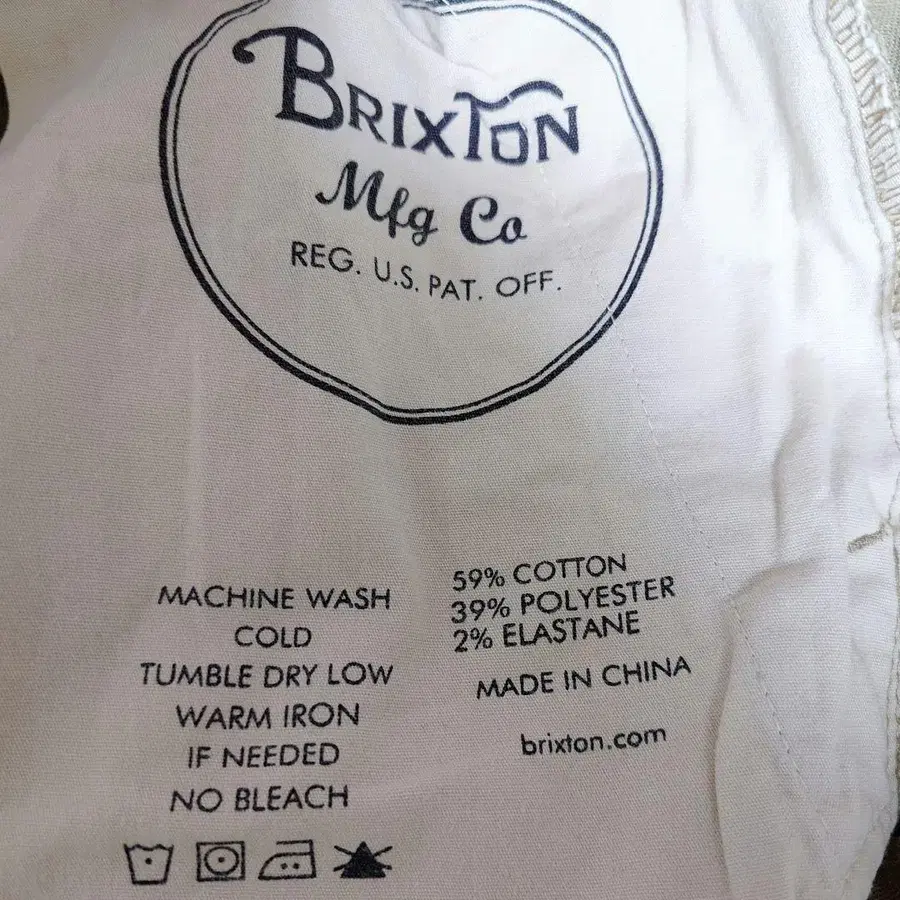 BRIXTON
Mfg Co
REG. U.S. PAT. OFF.
MACHINE WASH
COLD
TUMBLE DRY LOW
WARM IRON
IF NEEDED
NO BLEACH
59% COTTON
39% POLYESTER
2% ELASTANE
MADE IN CHINA
brixton.com